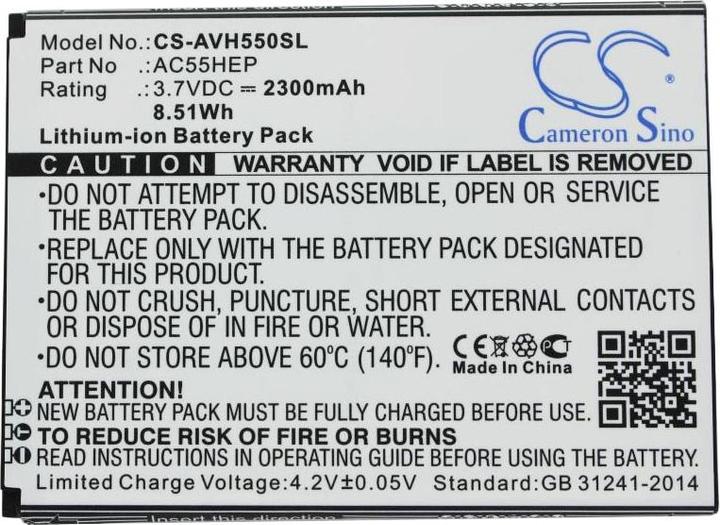 Model No.:CS-AVH550SL
Part No :AC55HEP
Rating :3.7VDC ⎓ 2300mAh
8.51Wh
Lithium-ion Battery Pack
CS
Cameron Sino
CAUTION WARRANTY VOID IF LABEL IS REMOVED
•DO NOT ATTEMPT TO DISASSEMBLE, OPEN OR SERVICE
THE BATTERY PACK.
•REPLACE ONLY WITH THE BATTERY PACK DESIGNATED
FOR THIS PRODUCT.
•DO NOT CRUSH, PUNCTURE, SHORT EXTERNAL CONTACTS
OR DISPOSE OF IN FIRE OR WATER.
•DO NOT STORE ABOVE 60°C (140°F).
CE
Made In China
ATTENTION!
+ NEW BATTERY PACK MUST BE FULLY CHARGED BEFORE USE.
- TO REDUCE RISK OF FIRE OR BURNS
READ INSTRUCTIONS IN OPERATING GUIDE BEFORE USING BATTERY PACK.
Limited Charge Voltage:4.2V±0.05V Standard:GB 31241-2014